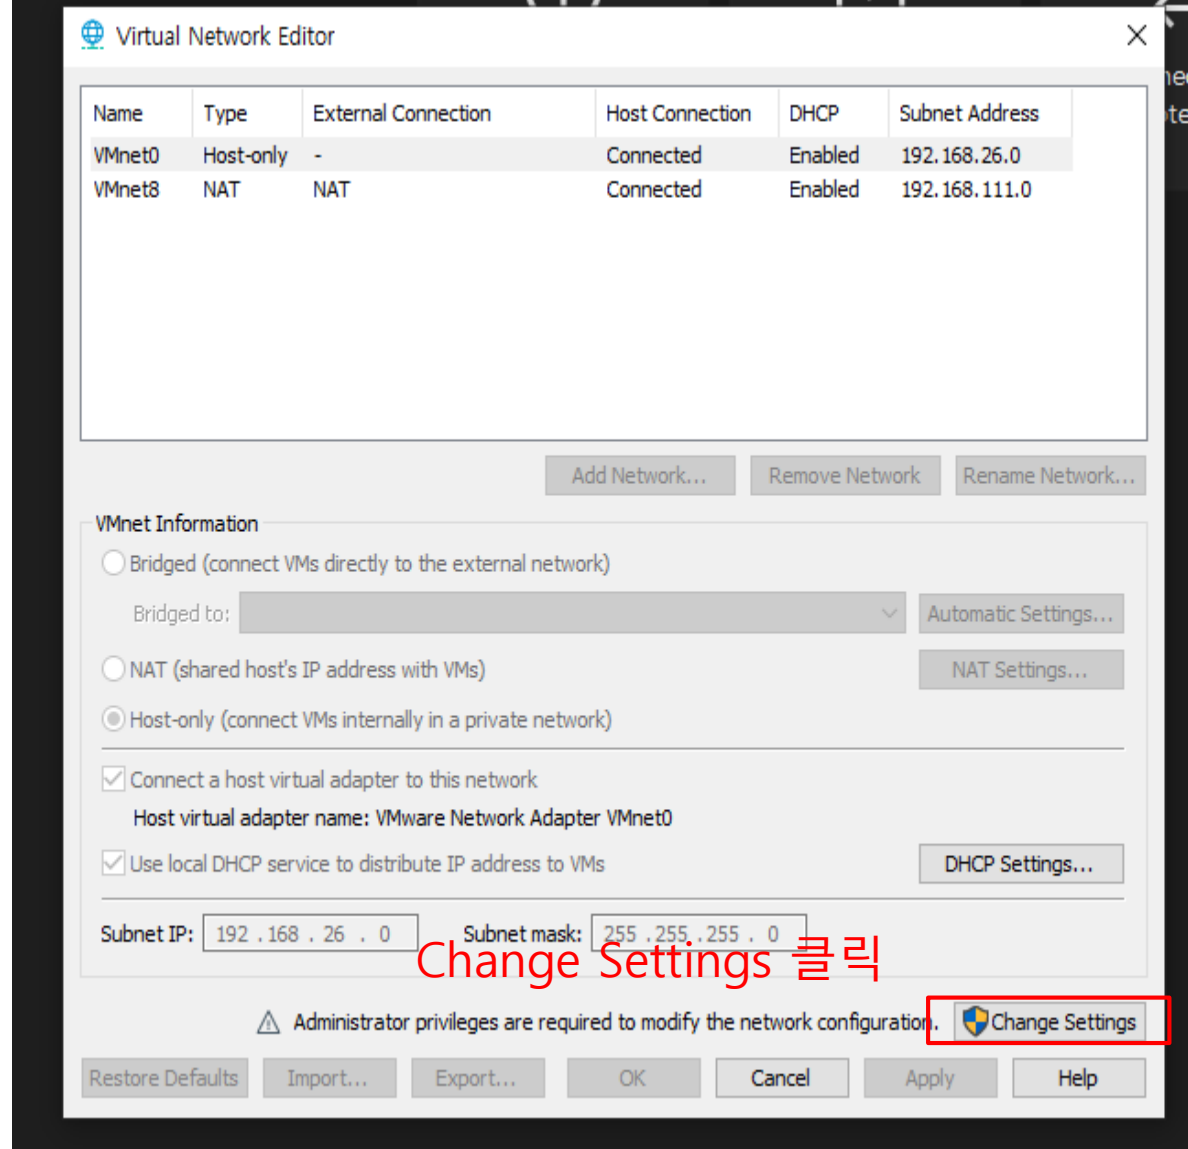 Virtual Network Editor
Name Type External Connection Host Connection DHCP Subnet Address
VMnet0 Host-only - Connected Enabled 192.168.26.0
VMnet8 NAT NAT Connected Enabled 192.168.111.0
Add Network... Remove Network Rename Network...
VMnet Information
Bridged (connect VMs directly to the external network)
Bridged to: Automatic Settings...
NAT (shared host's IP address with VMs) NAT Settings...
Host-only (connect VMs internally in a private network)
Connect a host virtual adapter to this network
Host virtual adapter name: VMware Network Adapter VMnet0
Use local DHCP service to distribute IP address to VMs DHCP Settings...
Subnet IP: 192 . 168 . 26 . 0 Subnet mask: 255 . 255 . 255 . 0
Change Settings 클릭
Administrator privileges are required to modify the network configuration. Change Settings
Restore Defaults Import... Export... OK Cancel Apply Help